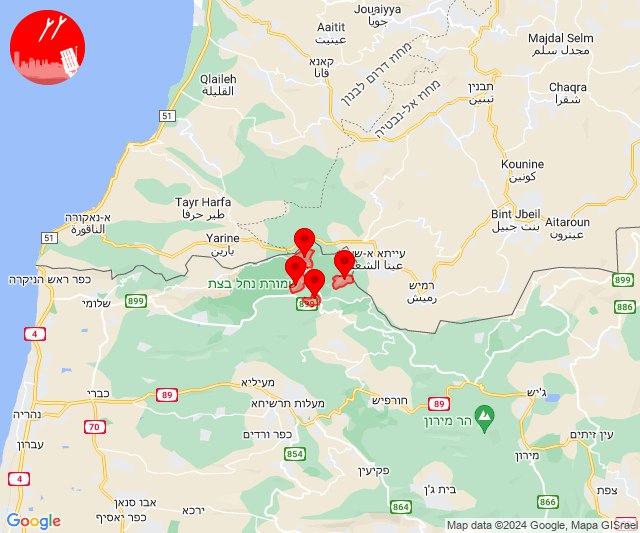 Jouaiyya
جويا
Aaitit
عيتيت
Majdal Selm
مجدل سلم
קאנא
قانا
מחוז דרום לבנון
Qlaileh
القليلة
מחוז אל-נבטיה
תבנין
تبنين
Chaqra
شقرا
51
Kounine
كونين
Tayr Harfa
طير حرفا
א-נאקורה
الناقورة
Bint Jbeil
بنت جبيل
Aitaroun
عيترون
51
Yarine
يارين
עייתא א-ש
عيتا الشع
כפר ראש הניקרה
רמיש
رميش
שמורת נחל בצת
899
שלומי
899
899
886
4
מעיליא
89
כברי
נהריה
מעלות תרשיחא
חורפיש
89
ג'יש
הר מירון
70
כפר ורדים
עין זיתים
עברון
854
מירון
פקיעין
4
בית ג'ן
צפת
אבו סנאן
ירכא
864
866
כפר יאסיף
Google
Map data ©2024 Google, Mapa GISrael